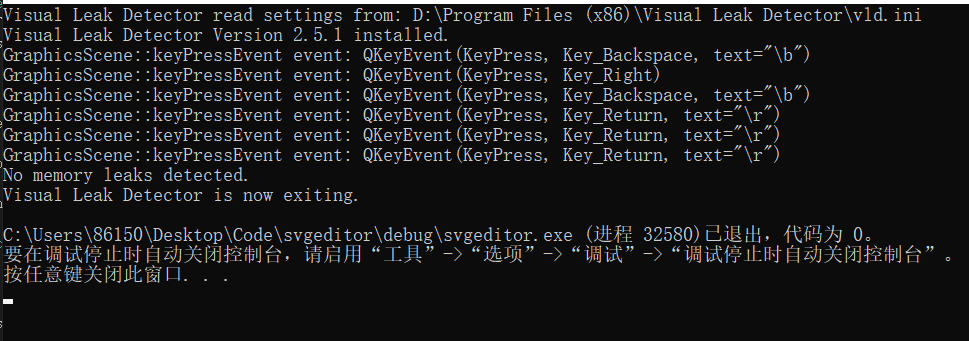 Visual Leak Detector read settings from: D:\Program Files (x86)\Visual Leak Detector\vld.ini
Visual Leak Detector Version 2.5.1 installed.
GraphicsScene::keyPressEvent event: QKeyEvent(KeyPress, Key_Backspace, text="\b")
GraphicsScene::keyPressEvent event: QKeyEvent(KeyPress, Key_Right)
GraphicsScene::keyPressEvent event: QKeyEvent(KeyPress, Key_Backspace, text="\b")
GraphicsScene::keyPressEvent event: QKeyEvent(KeyPress, Key_Return, text="\r")
GraphicsScene::keyPressEvent event: QKeyEvent(KeyPress, Key_Return, text="\r")
GraphicsScene::keyPressEvent event: QKeyEvent(KeyPress, Key_Return, text="\r")
No memory leaks detected.
Visual Leak Detector is now exiting.
C:\Users\86150\Desktop\Code\svgeditor\debug\svgeditor.exe (进程 32580)已退出，代码为 0。
要在调试停止时自动关闭控制台，请启用“工具”->“选项”->“调试”->“调试停止时自动关闭控制台”。
按任意键关闭此窗口. . .